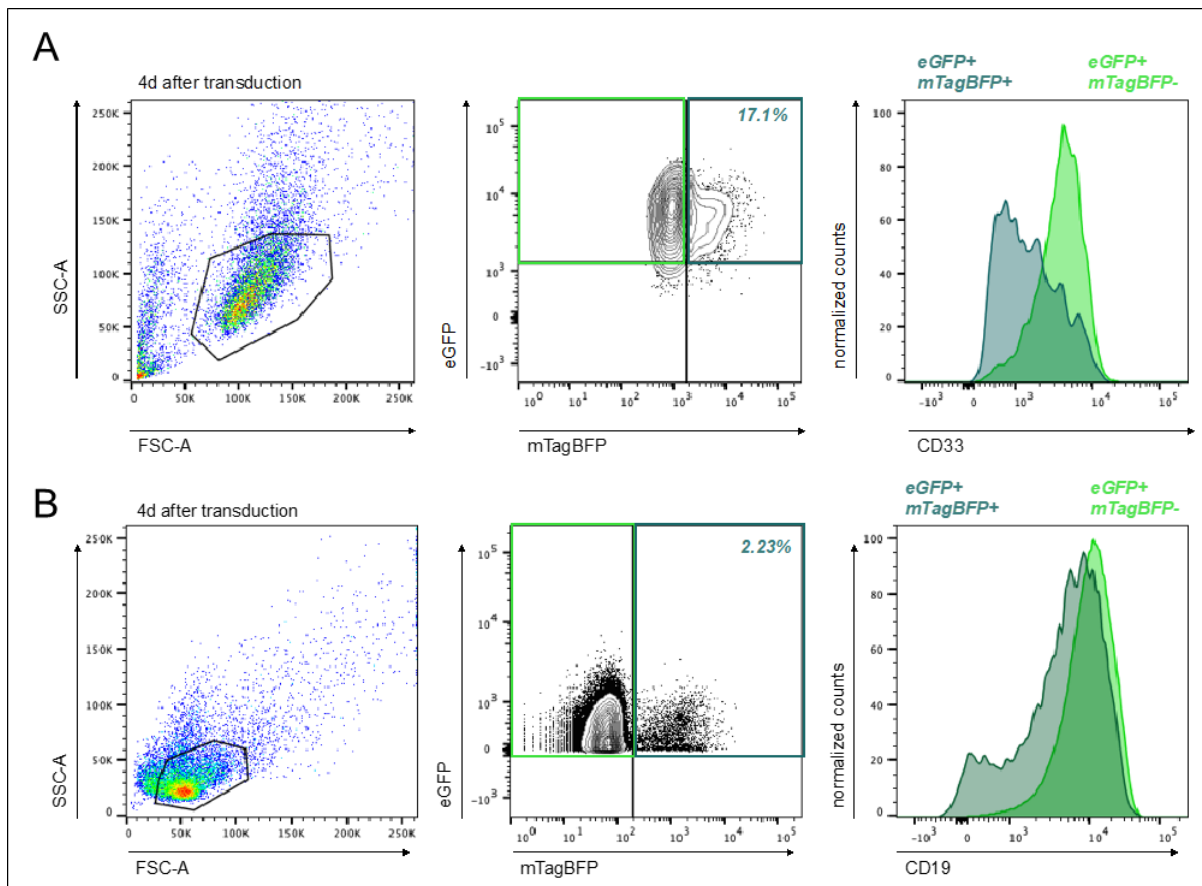 A
4d after transduction
250K
200K
150K
100K
50K
0
0 50K 100K 150K 200K 250K
SSC-A
FSC-A
17.1%
10⁵
10⁴
10³
0
-10³
10⁰ 10¹ 10² 10³ 10⁴ 10⁵
eGFP
mTagBFP
eGFP+ eGFP+
mTagBFP+ mTagBFP-
100
80
60
40
20
0
-10³ 0 10³ 10⁴ 10⁵
normalized counts
CD33
B
4d after transduction
250K
200K
150K
100K
50K
0
0 50K 100K 150K 200K 250K
SSC-A
FSC-A
2.23%
10⁵
10⁴
10³
0
-10³
10⁰ 10¹ 10² 10³ 10⁴ 10⁵
eGFP
mTagBFP
eGFP+ eGFP+
mTagBFP+ mTagBFP-
100
80
60
40
20
0
-10³ 0 10³ 10⁴ 10⁵
normalized counts
CD19